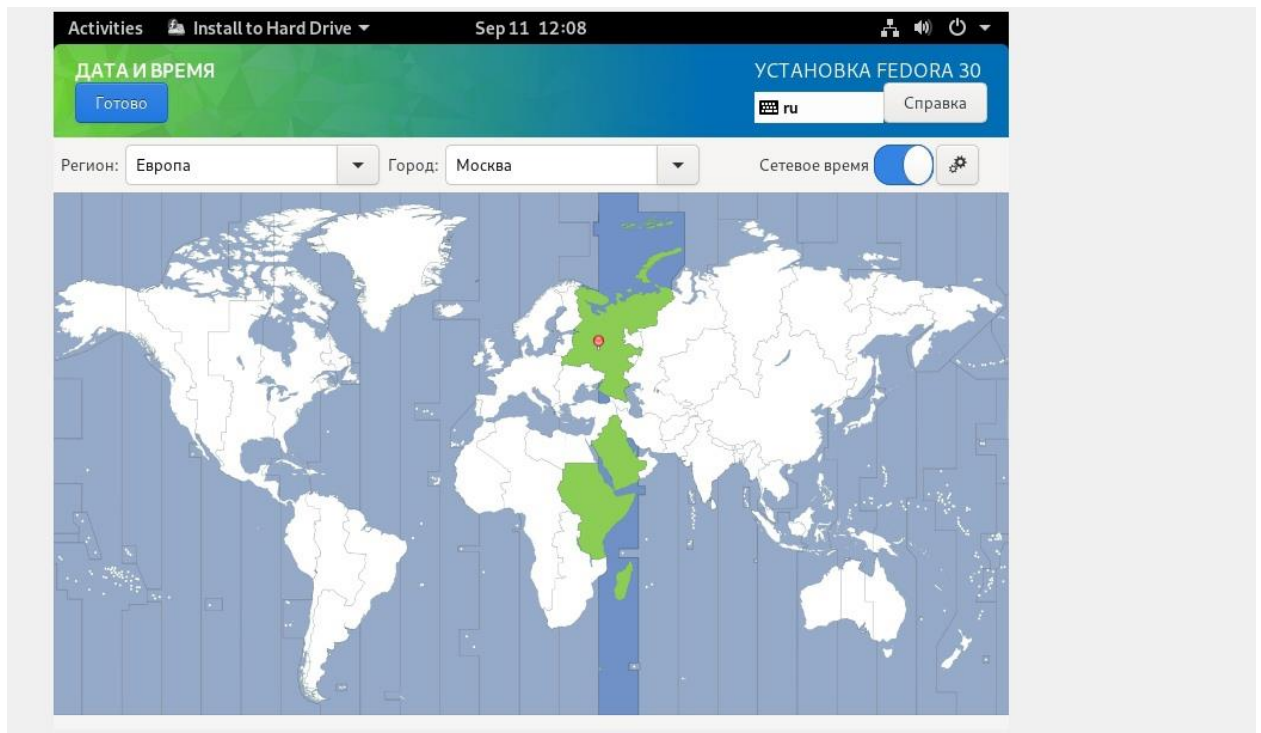 Activities Install to Hard Drive Sep 11 12:08
ДАТА И ВРЕМЯ УСТАНОВКА FEDORA 30
Готово ru Справка
Регион: Европа Город: Москва Сетевое время